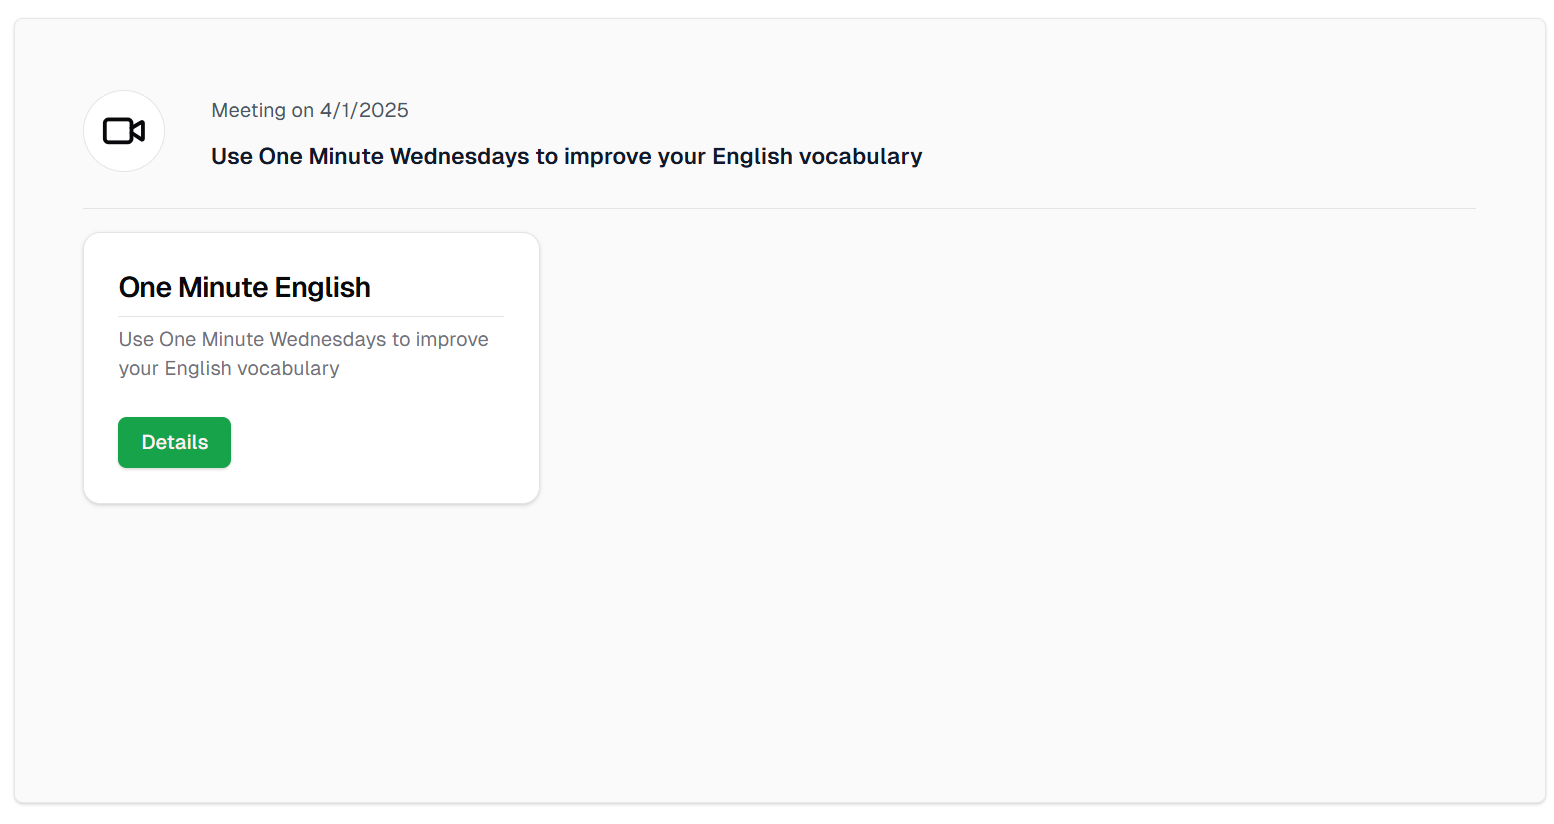 Meeting on 4/1/2025
Use One Minute Wednesdays to improve your English vocabulary
One Minute English
Use One Minute Wednesdays to improve
your English vocabulary
Details